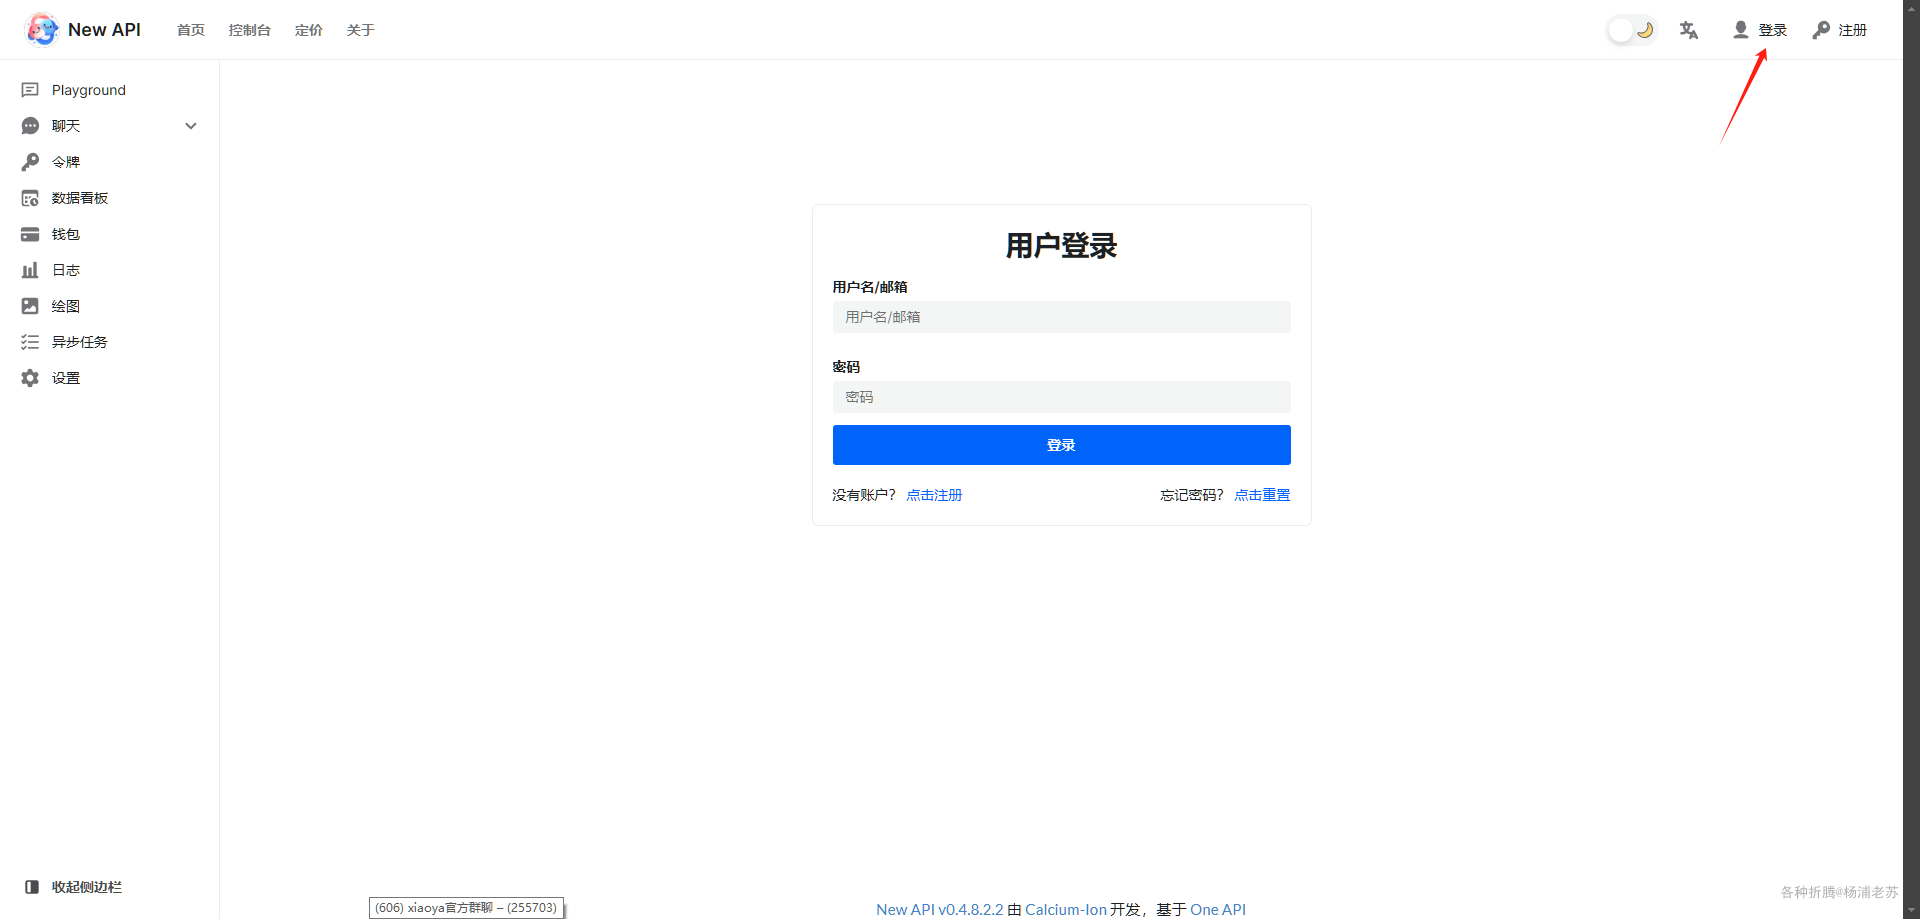 New API 首页 控制台 定价 关于 登录 注册
Playground
聊天
令牌
数据看板
钱包
日志
绘图
异步任务
设置
用户登录
用户名/邮箱
用户名/邮箱
密码
密码
登录
没有账户? 点击注册 忘记密码? 点击重置
收起侧边栏
各种折腾@杨浦老苏
(606) xiaoya官方群聊 – (255703)
New API v0.4.8.2.2 由 Calcium-Ion 开发，基于 One API